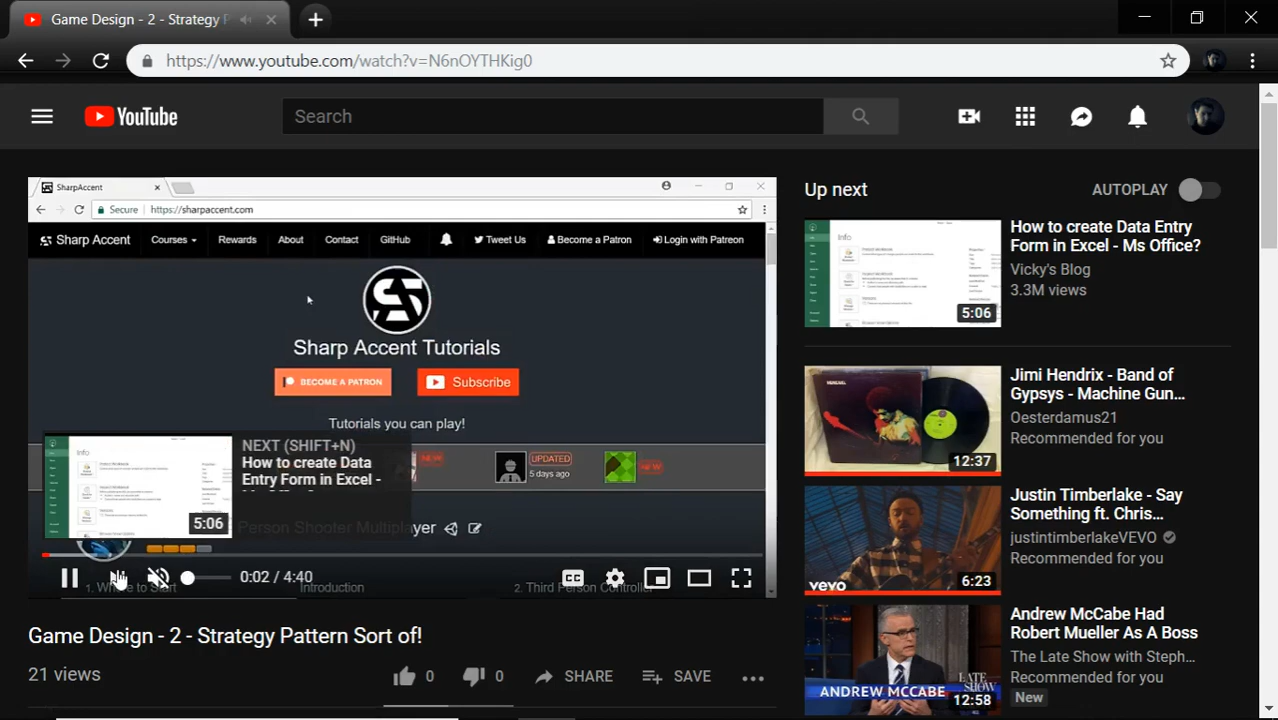 Game Design - 2 - Strategy P
https://www.youtube.com/watch?v=N6nOYTHKig0
YouTube
Search
SharpAccent
Secure https://sharpaccent.com
Sharp Accent Courses Rewards About Contact GitHub Tweet Us Become a Patron Login with Patreon
Sharp Accent Tutorials
BECOME A PATRON Subscribe
Tutorials you can play!
NEW UPDATED 5 days ago NEW
NEXT (SHIFT+N)
How to create Data
Entry Form in Excel -
Info
5:06
Person Shooter Multiplayer
0:02 / 4:40
CC
1. Where to Start Introduction 2. Third Person Controller
Game Design - 2 - Strategy Pattern Sort of!
21 views
0 0 SHARE SAVE
Up next
AUTOPLAY
Info
5:06
How to create Data Entry
Form in Excel - Ms Office?
Vicky's Blog
3.3M views
12:37
Jimi Hendrix - Band of
Gypsys - Machine Gun...
Oesterdamus21
Recommended for you
vevo
6:23
Justin Timberlake - Say
Something ft. Chris...
justintimberlakeVEVO
Recommended for you
ANDREW MCCABE
LATE SHOW
12:58
Andrew McCabe Had
Robert Mueller As A Boss
The Late Show with Steph...
Recommended for you
New